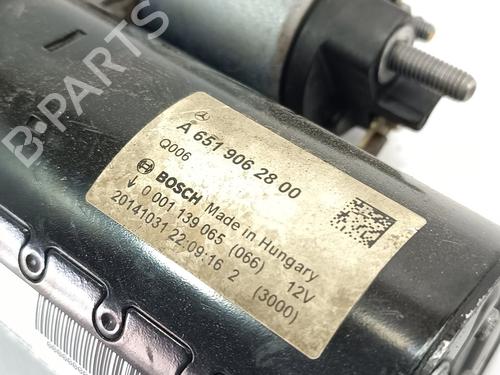 A 651 906 28 00
Q006
BOSCH Made in Hungary
↓ 0 001 139 065 (066) 12V
20141031 22.09:16 2 (3000)
B-PARTS